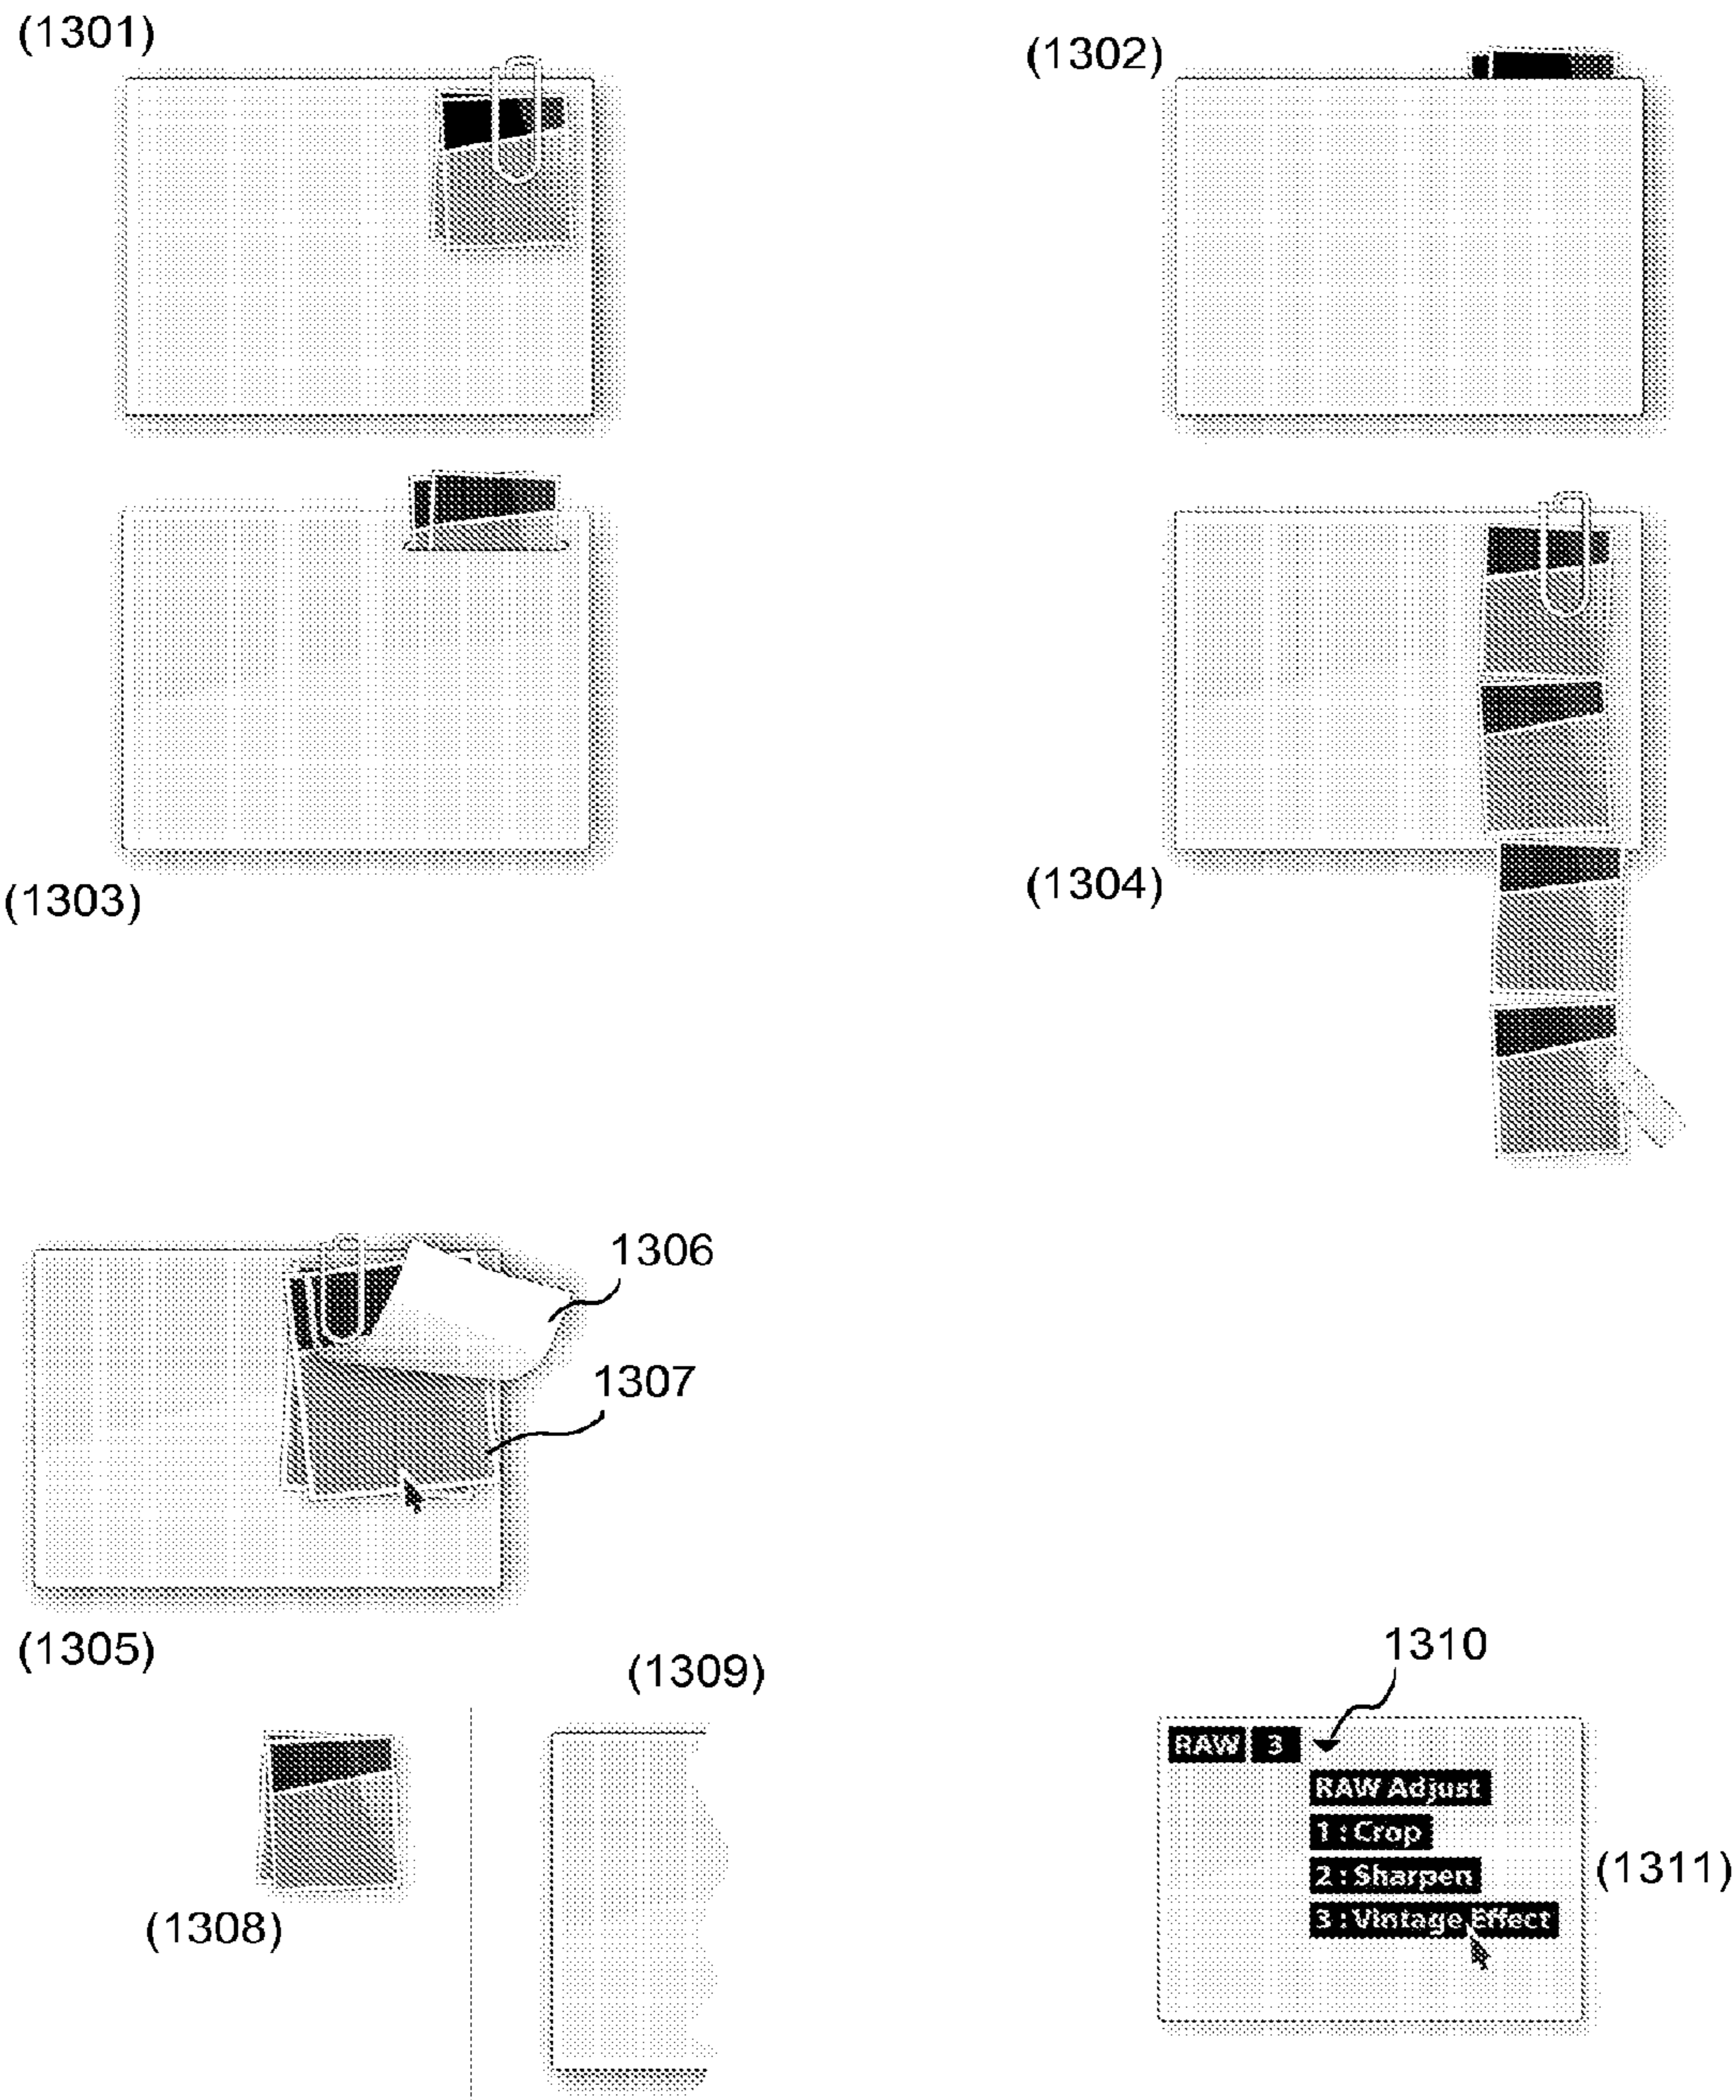 (1301)
(1302)
(1303)
(1304)
1306
1307
(1305)
(1309)
1310
RAW 3
RAW Adjust
1 : Crop
2 : Sharpen
(1311)
3 : Vintage Effect
(1308)